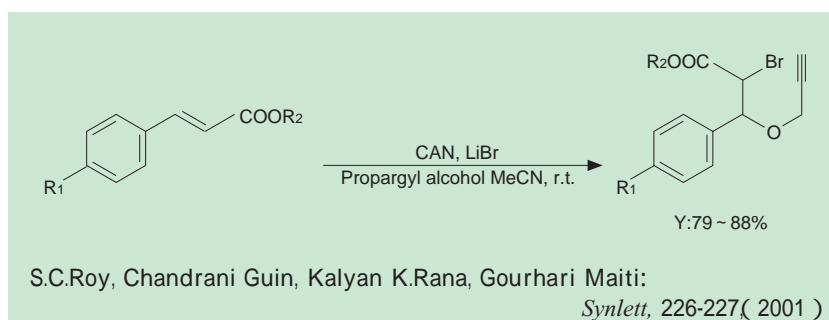 R2OOC
Br
COOR2
O
R1
CAN, LiBr
Propargyl alcohol MeCN, r.t.
R1
Y:79 ~ 88%
S.C.Roy, Chandrani Guin, Kalyan K.Rana, Gourhari Maiti:
Synlett, 226-227,( 2001 )